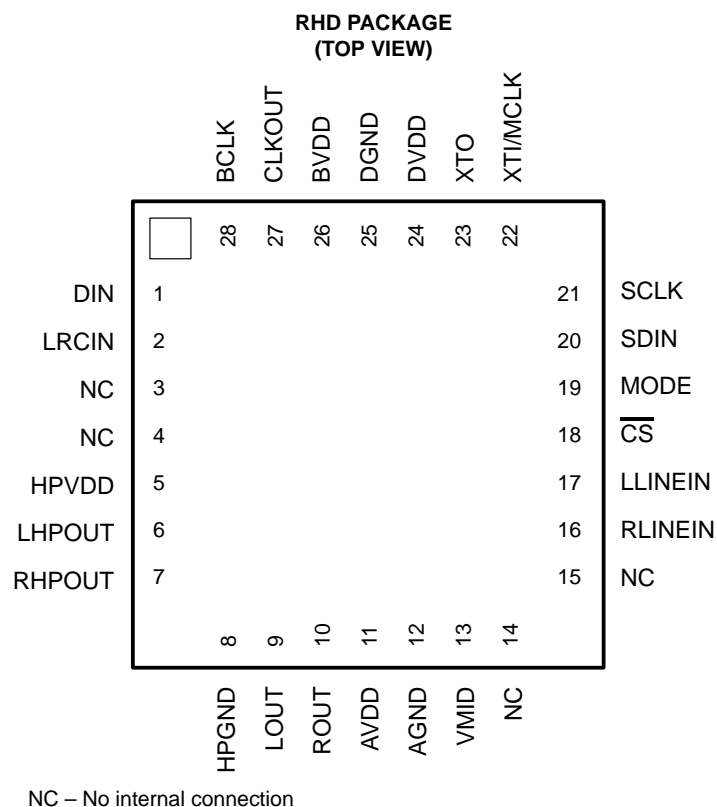 RHD PACKAGE
(TOP VIEW)
BCLK
CLKOUT
BVDD
DGND
DVDD
XTO
XTI/MCLK
28
27
26
25
24
23
22
DIN 1
LRCIN 2
NC 3
NC 4
HPVDD 5
LHPOUT 6
RHPOUT 7
21 SCLK
20 SDIN
19 MODE
18 C̅S̅
17 LLINEIN
16 RLINEIN
15 NC
8
9
10
11
12
13
14
HPGND
LOUT
ROUT
AVDD
AGND
VMID
NC
NC – No internal connection